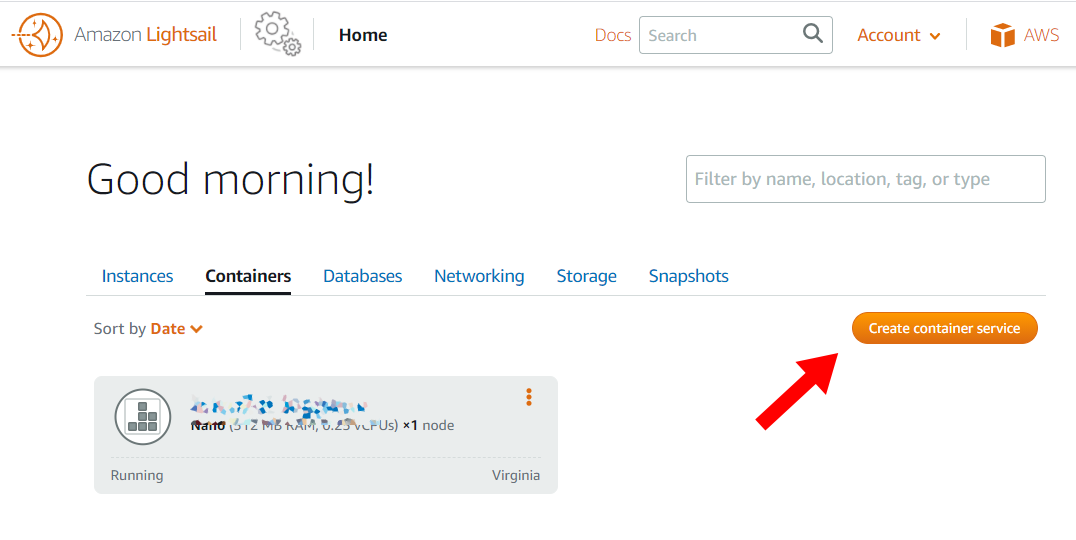 Amazon Lightsail
Home
Docs
Search
Account
AWS
Good morning!
Filter by name, location, tag, or type
Instances Containers Databases Networking Storage Snapshots
Sort by Date
Create container service
Nano (512 MB RAM, 0.25 vCPUs) ×1 node
Running
Virginia